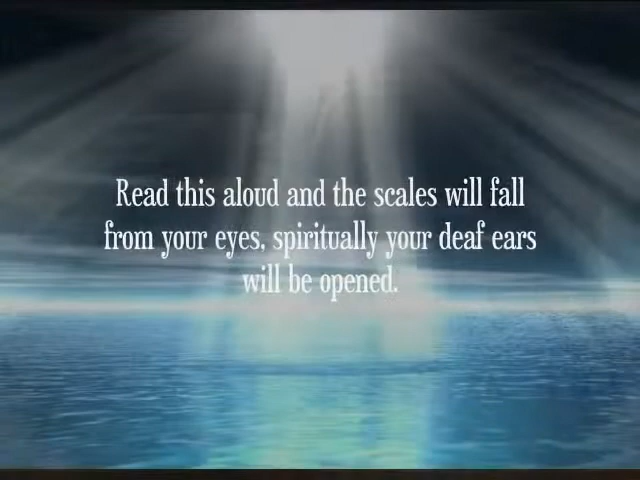 Read this aloud and the scales will fall
from your eyes, spiritually your deaf ears
will be opened.